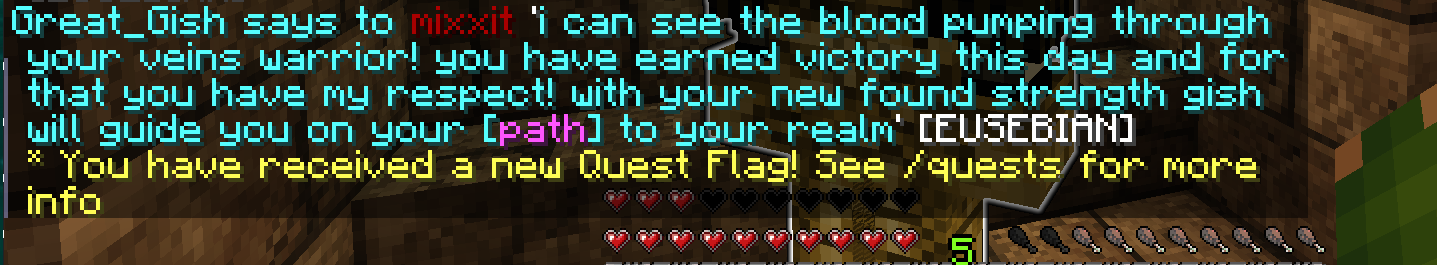 Great_Gish says to mixxit 'i can see the blood pumping through
your veins warrior! you have earned victory this day and for
that you have my respect! with your new found strength gish
will guide you on your [path] to your realm' [EUSEBIAN]
* You have received a new Quest Flag! See /quests for more
info
5